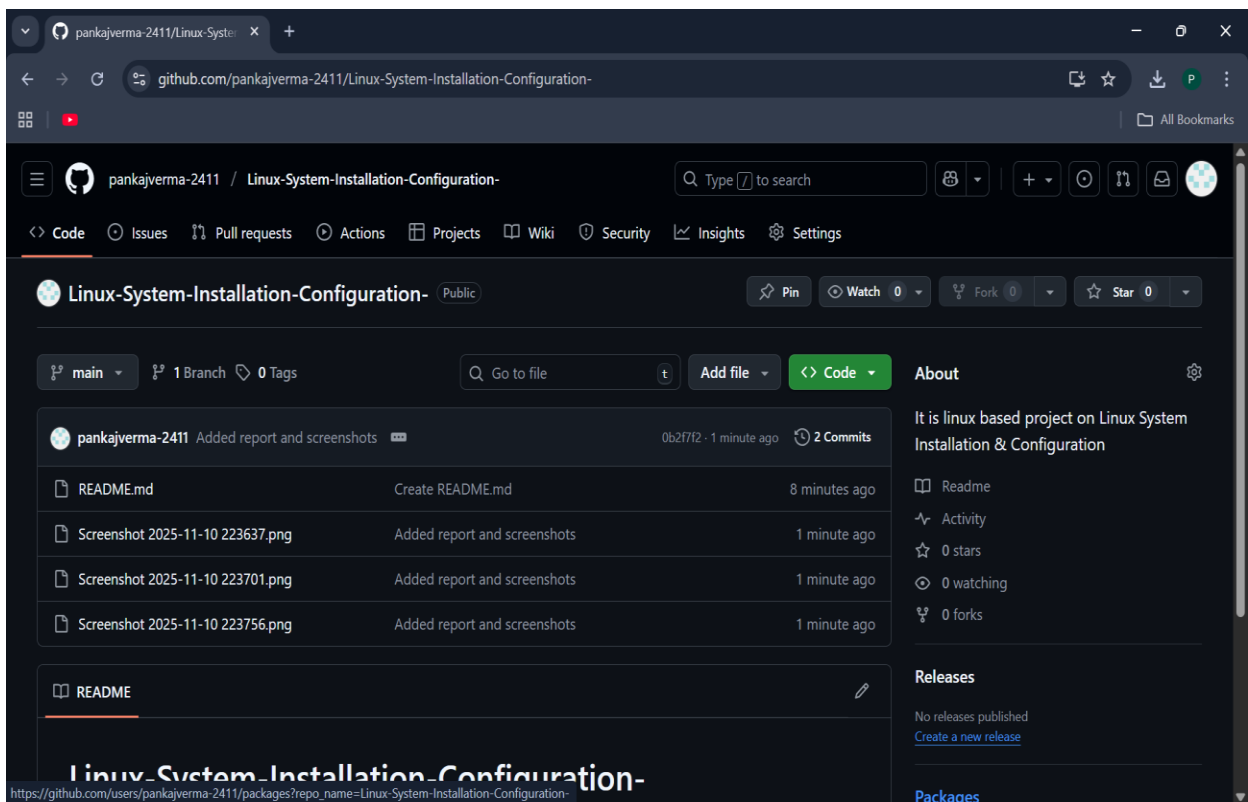 pankajverma-2411/Linux-Syste
github.com/pankajverma-2411/Linux-System-Installation-Configuration-
P
All Bookmarks
pankajverma-2411 / Linux-System-Installation-Configuration-
Type / to search
Code Issues Pull requests Actions Projects Wiki Security Insights Settings
Linux-System-Installation-Configuration- Public
Pin Watch 0 Fork 0 Star 0
main 1 Branch 0 Tags Go to file t Add file Code
pankajverma-2411 Added report and screenshots 0b2f7f2 · 1 minute ago 2 Commits
README.md Create README.md 8 minutes ago
Screenshot 2025-11-10 223637.png Added report and screenshots 1 minute ago
Screenshot 2025-11-10 223701.png Added report and screenshots 1 minute ago
Screenshot 2025-11-10 223756.png Added report and screenshots 1 minute ago
README
Linux-System-Installation-Configuration-
About
It is linux based project on Linux System
Installation & Configuration
Readme
Activity
0 stars
0 watching
0 forks
Releases
No releases published
Create a new release
Packages
https://github.com/users/pankajverma-2411/packages?repo_name=Linux-System-Installation-Configuration-